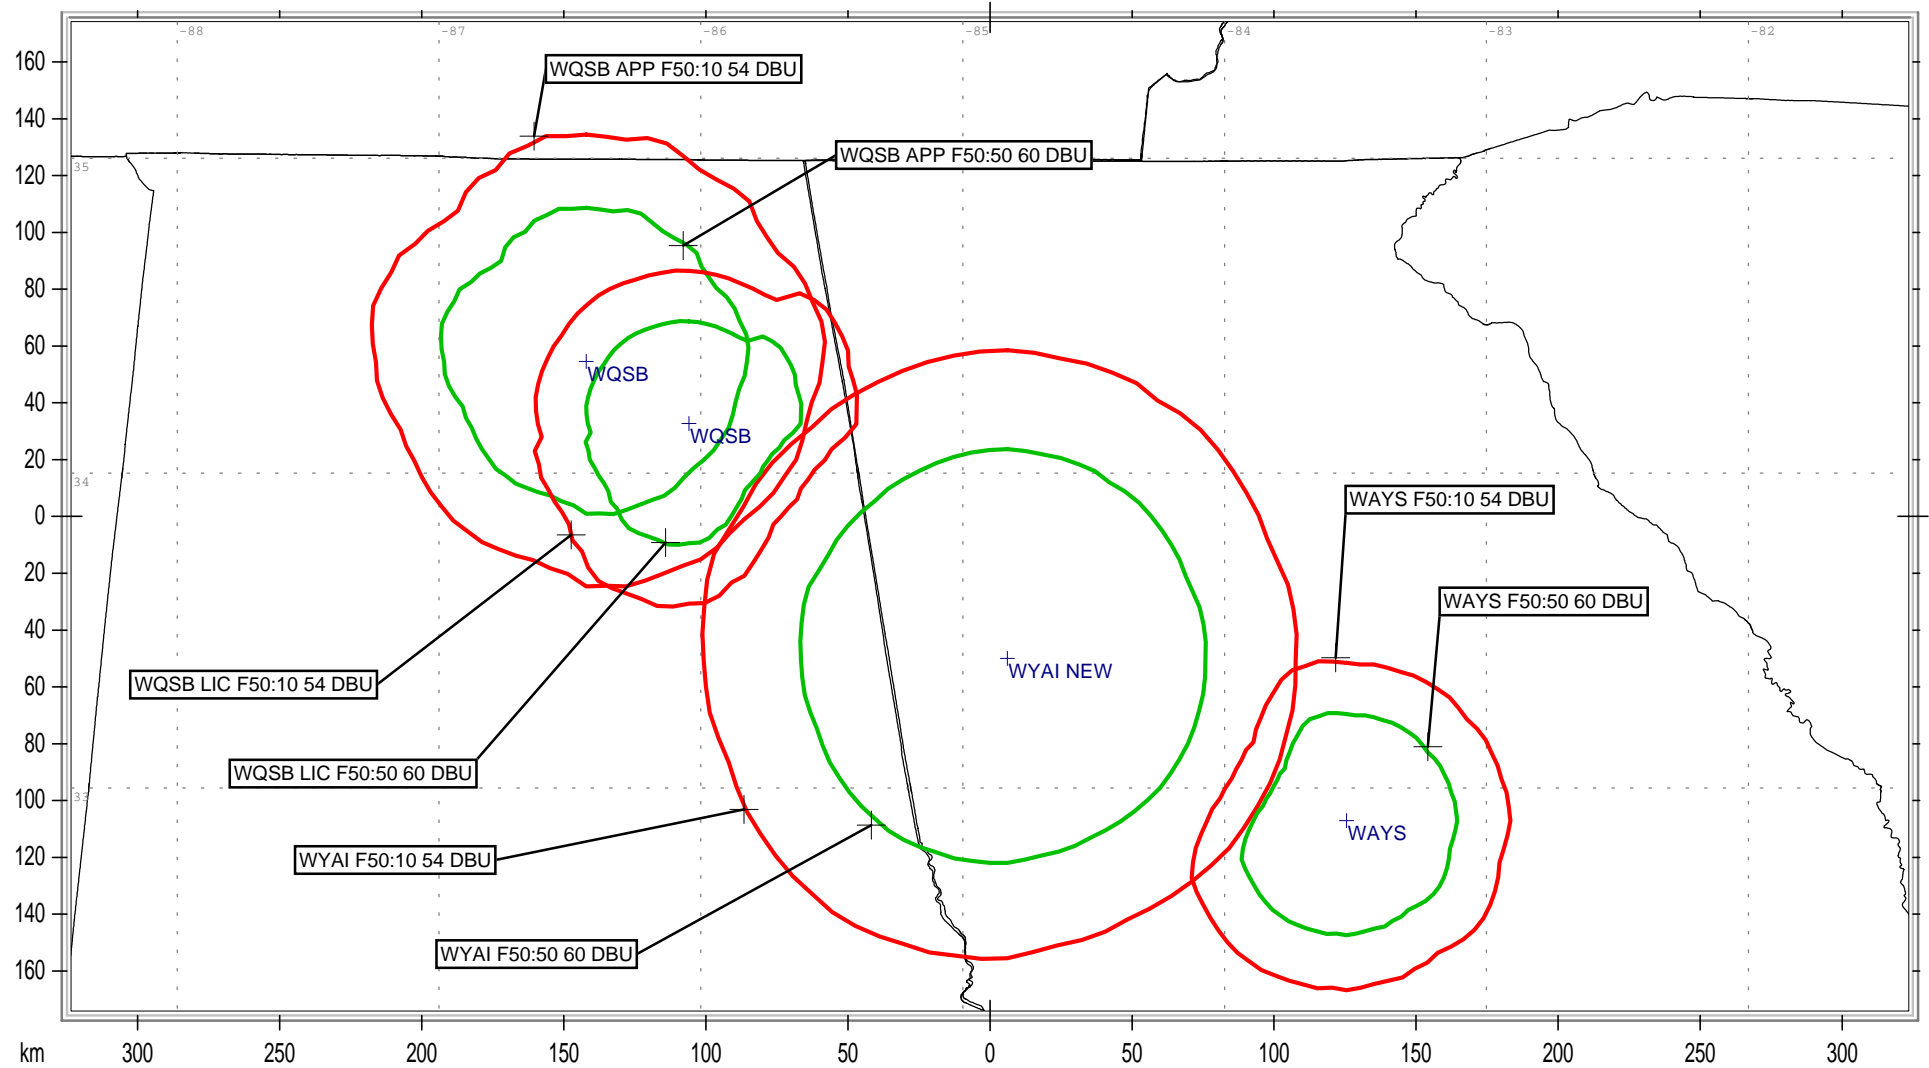 -88 -87 -86 -85 -84 -83 -82
160
WQSB APP F50:10 54 DBU
140
WQSB APP F50:50 60 DBU
35
120
100
80
60
WQSB
40
WQSB
20
34
WAYS F50:10 54 DBU
0
20
WAYS F50:50 60 DBU
40
WYAI NEW
60
WQSB LIC F50:10 54 DBU
80
WQSB LIC F50:50 60 DBU
33
100
WAYS
120
WYAI F50:10 54 DBU
140
WYAI F50:50 60 DBU
160
km 300 250 200 150 100 50 0 50 100 150 200 250 300